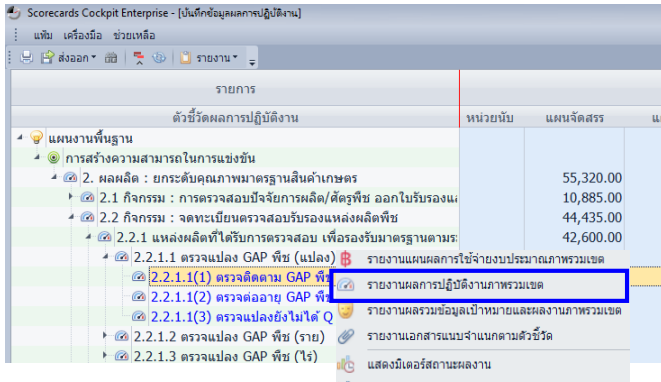 Scorecards Cockpit Enterprise - [บันทึกข้อมูลผลการปฏิบัติงาน]
แฟ้ม เครื่องมือ ช่วยเหลือ
ส่งออก รายงาน
รายการ
ตัวชี้วัดผลการปฏิบัติงาน หน่วยนับ แผนจัดสรร
แผนงานพื้นฐาน
การสร้างความสามารถในการแข่งขัน
2. ผลผลิต : ยกระดับคุณภาพมาตรฐานสินค้าเกษตร 55,320.00
2.1 กิจกรรม : การตรวจสอบปัจจัยการผลิต/ศัตรูพืช ออกใบรับรองแ 10,885.00
2.2 กิจกรรม : จดทะเบียนตรวจสอบรับรองแหล่งผลิตพืช 44,435.00
2.2.1 แหล่งผลิตที่ได้รับการตรวจสอบ เพื่อรองรับมาตรฐานตาม 42,600.00
2.2.1.1 ตรวจแปลง GAP พืช (แปลง)
รายงานแผนผลการใช้จ่ายงบประมาณภาพรวมเขต
2.2.1.1(1) ตรวจติดตาม GAP พืช
รายงานผลการปฏิบัติงานภาพรวมเขต
2.2.1.1(2) ตรวจต่ออายุ GAP พื
รายงานผลรวมข้อมูลเป้าหมายและผลงานภาพรวมเขต
2.2.1.1(3) ตรวจแปลงยังไม่ได้ Q
2.2.1.2 ตรวจแปลง GAP พืช (ราย)
รายงานเอกสารแนบจำแนกตามตัวชี้วัด
2.2.1.3 ตรวจแปลง GAP พืช (ไร่)
แสดงมิเตอร์สถานะผลงาน